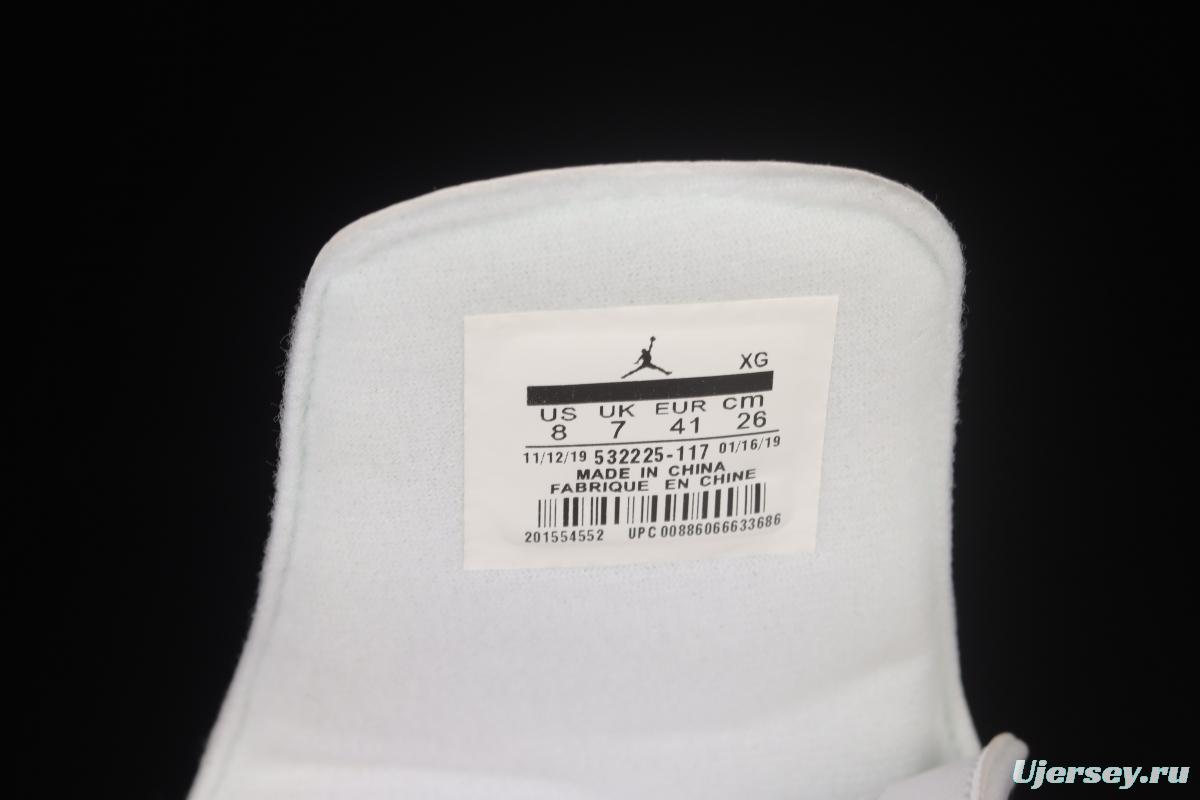 XG
US UK EUR cm
8 7 41 26
11/12/19 532225-117 01/16/19
MADE IN CHINA
FABRIQUE EN CHINE
201554552 UPC 00886066633686
Ujersey.ru